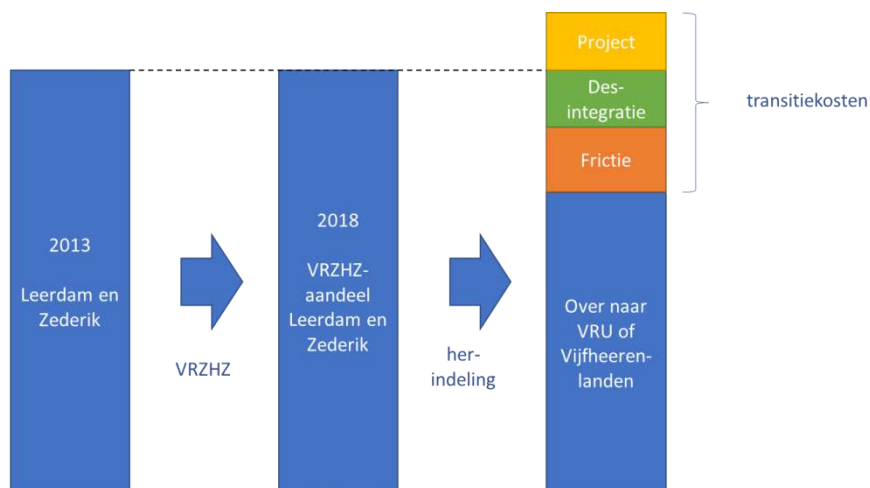 2013
Leerdam en
Zederik
VRZHZ
2018
VRZHZ-
aandeel
Leerdam en
Zederik
her-
indeling
Project
Des-
integratie
Frictie
Over naar
VRU of
Vijfheeren-
landen
transitiekosten